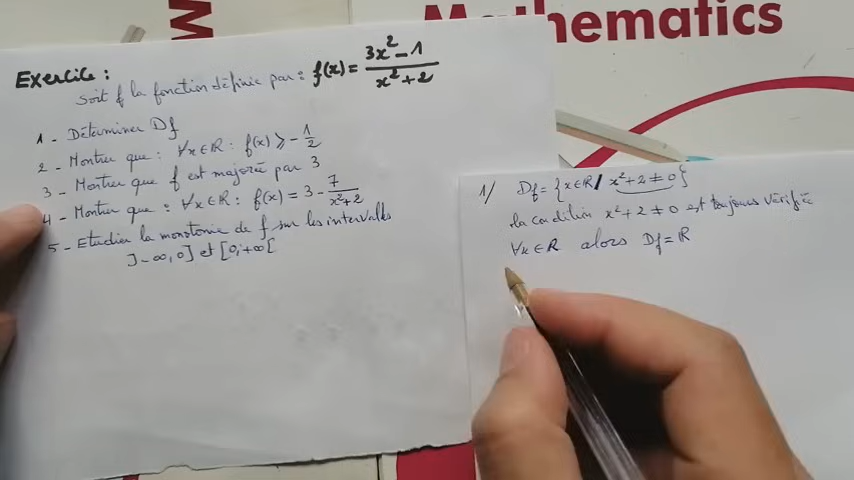 Mathematics
M
Exercice :
Soit f la fonction définie par : f(x) = (3x² - 1)/(x² + 2)
1 - Déterminer Df
2 - Montrer que : ∀x ∈ ℝ : f(x) ≥ - 1/2
3 - Montrer que f est majorée par 3
4 - Montrer que : ∀x ∈ ℝ : f(x) = 3 - 7/(x² + 2)
5 - Etudier la monotonie de f sur les intervalles
]-∞, 0] et [0, +∞[
1/ Df = {x ∈ ℝ / x² + 2 ≠ 0}
la condition x² + 2 ≠ 0 est toujours vérifiée
∀x ∈ ℝ alors Df = ℝ